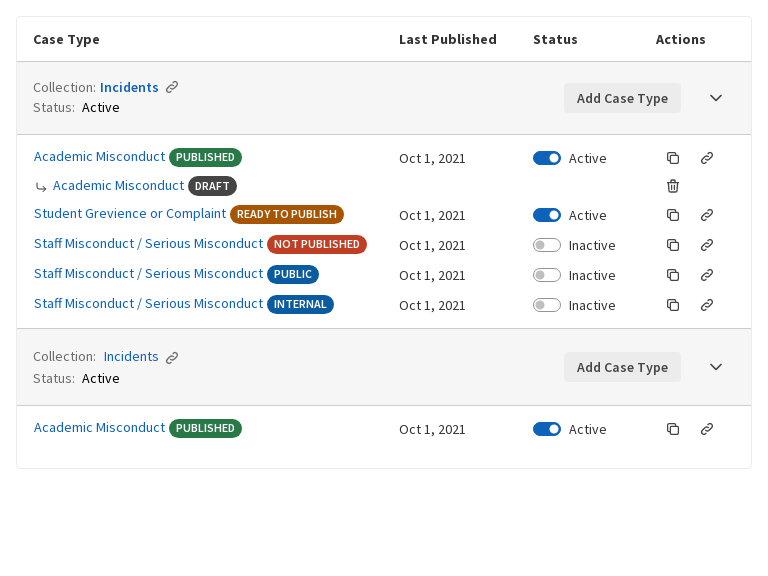 Case Type Last Published Status Actions
Collection: Incidents
Status: Active
Add Case Type
Academic Misconduct PUBLISHED Oct 1, 2021 Active
Academic Misconduct DRAFT
Student Grevience or Complaint READY TO PUBLISH Oct 1, 2021 Active
Staff Misconduct / Serious Misconduct NOT PUBLISHED Oct 1, 2021 Inactive
Staff Misconduct / Serious Misconduct PUBLIC Oct 1, 2021 Inactive
Staff Misconduct / Serious Misconduct INTERNAL Oct 1, 2021 Inactive
Collection: Incidents
Status: Active
Add Case Type
Academic Misconduct PUBLISHED Oct 1, 2021 Active